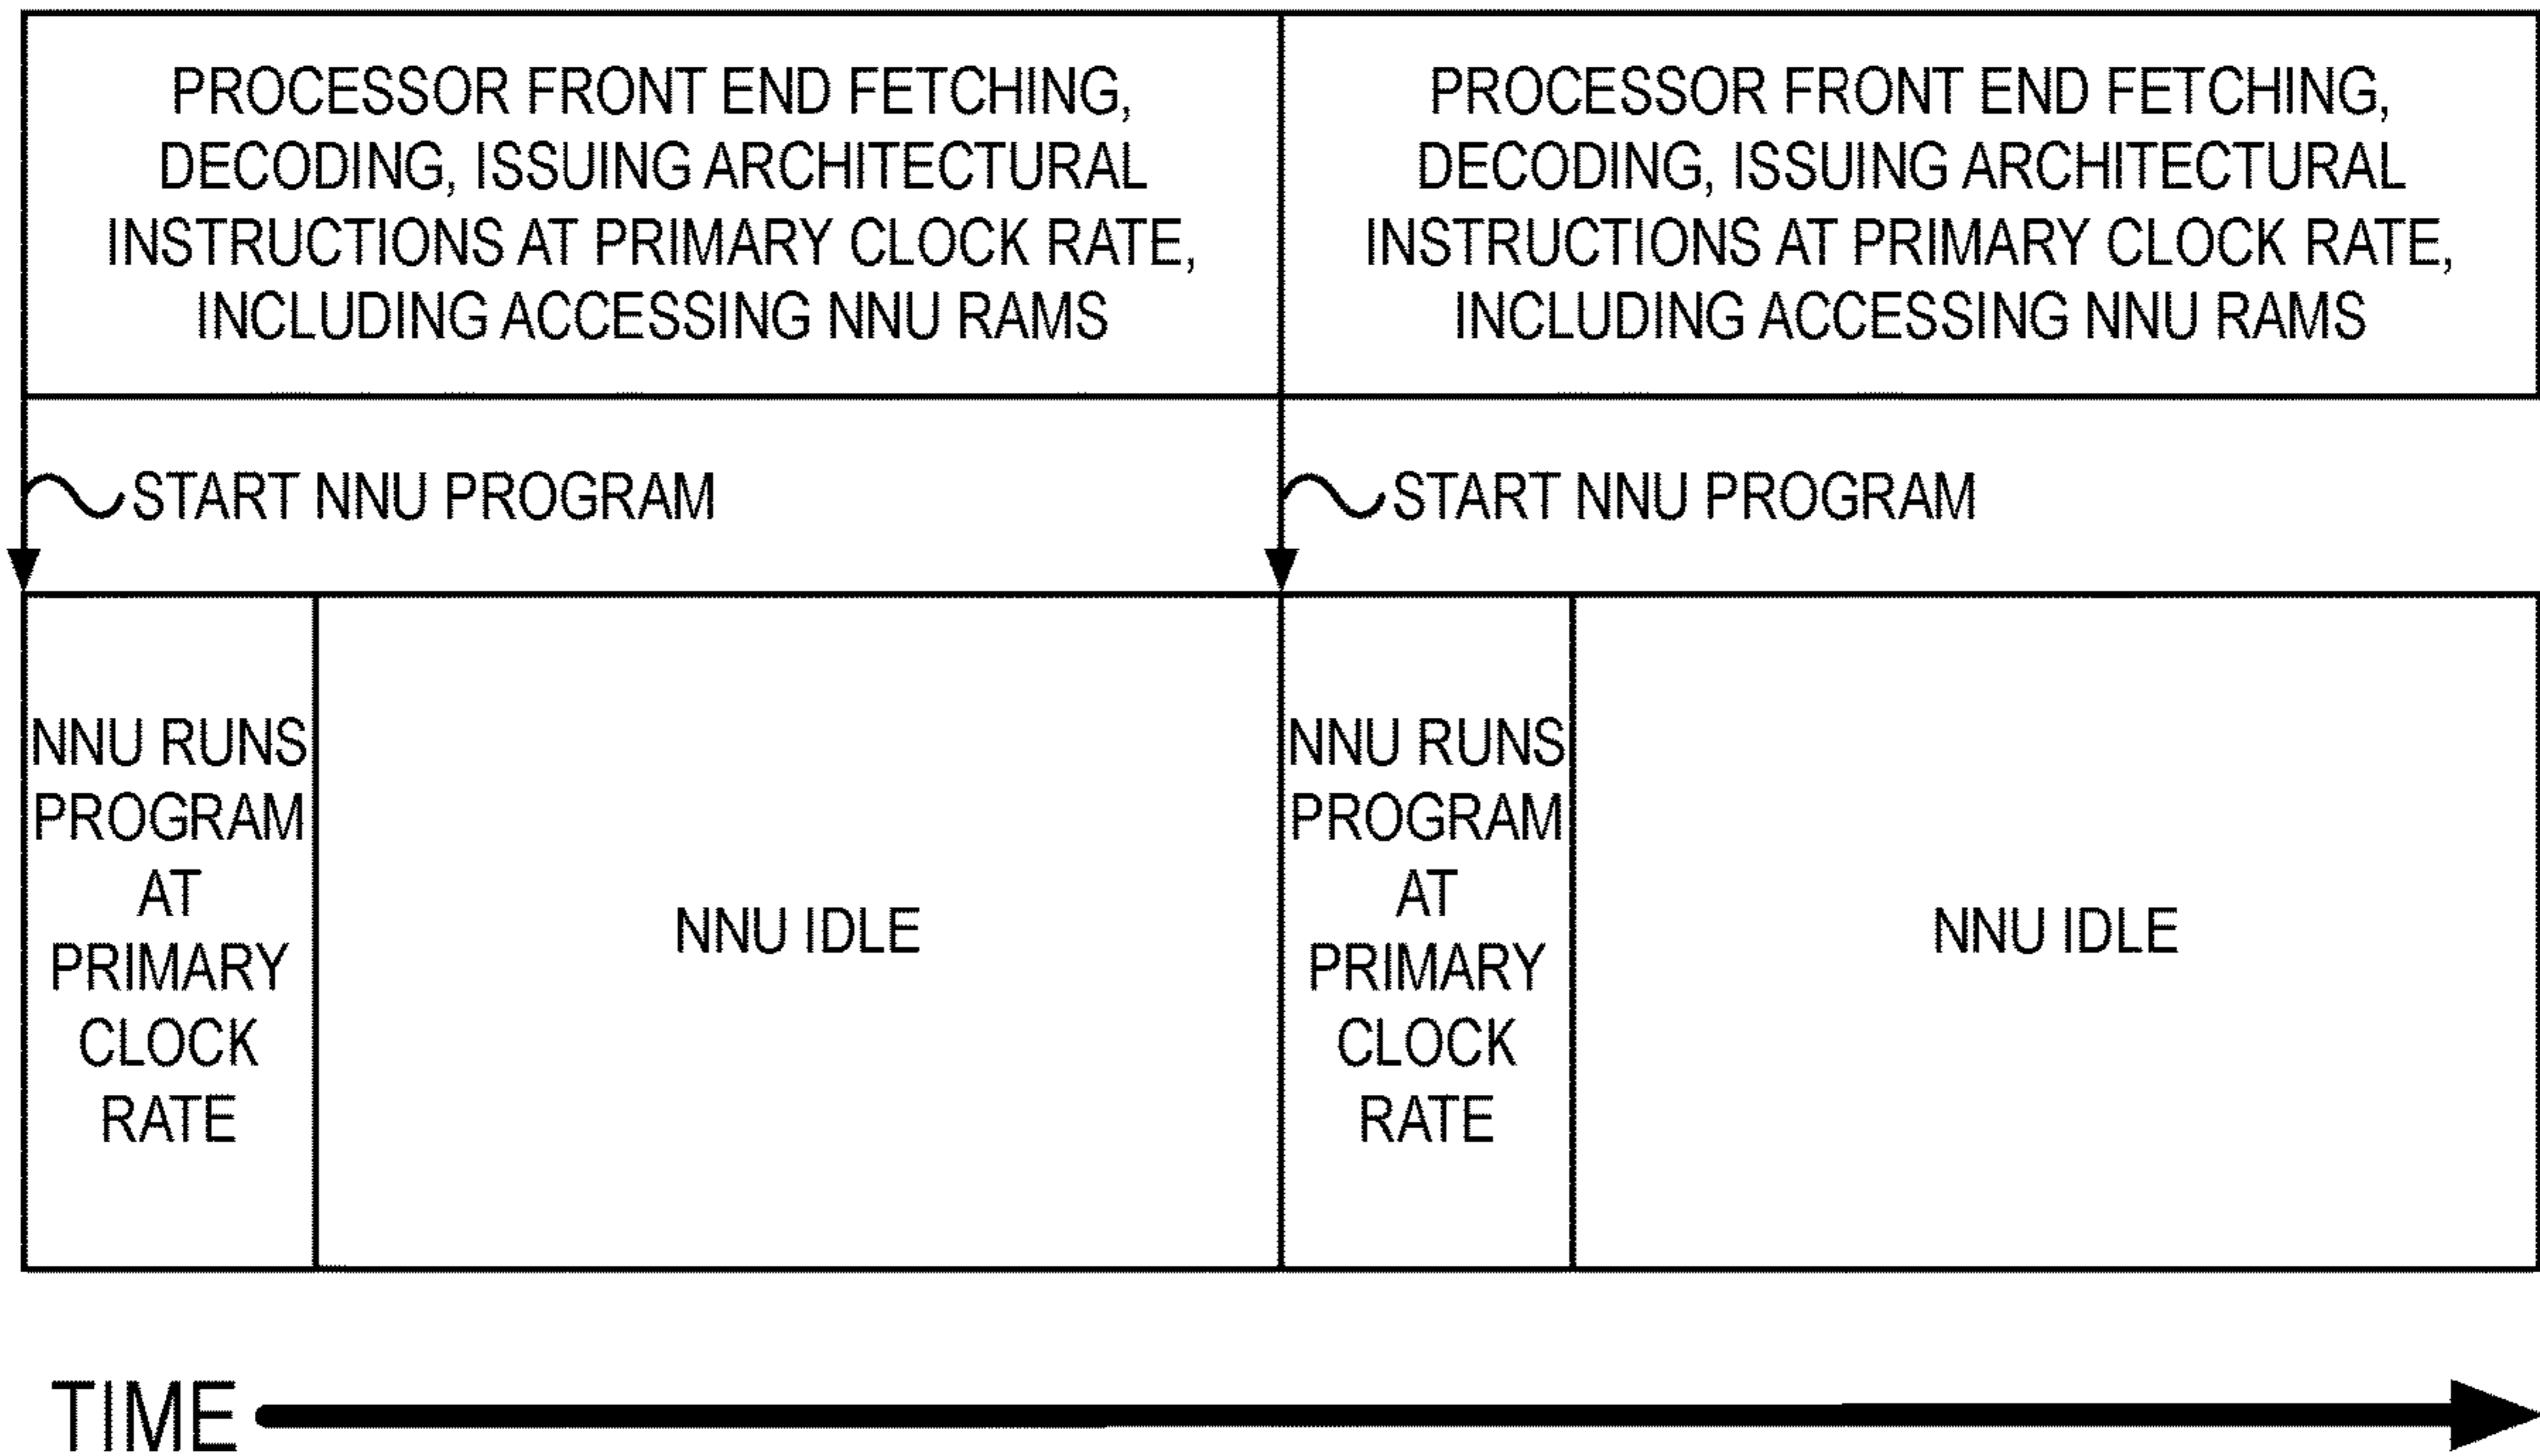 PROCESSOR FRONT END FETCHING,
DECODING, ISSUING ARCHITECTURAL
INSTRUCTIONS AT PRIMARY CLOCK RATE,
INCLUDING ACCESSING NNU RAMS
PROCESSOR FRONT END FETCHING,
DECODING, ISSUING ARCHITECTURAL
INSTRUCTIONS AT PRIMARY CLOCK RATE,
INCLUDING ACCESSING NNU RAMS
START NNU PROGRAM
START NNU PROGRAM
NNU RUNS
PROGRAM
AT
PRIMARY
CLOCK
RATE
NNU IDLE
NNU RUNS
PROGRAM
AT
PRIMARY
CLOCK
RATE
NNU IDLE
TIME